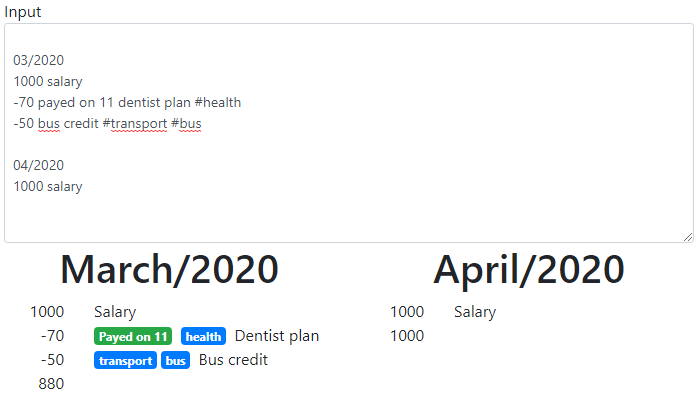 Input
03/2020
1000 salary
-70 payed on 11 dentist plan #health
-50 bus credit #transport #bus
04/2020
1000 salary
March/2020
1000 Salary
-70 Payed on 11 health Dentist plan
-50 transport bus Bus credit
880
April/2020
1000 Salary
1000